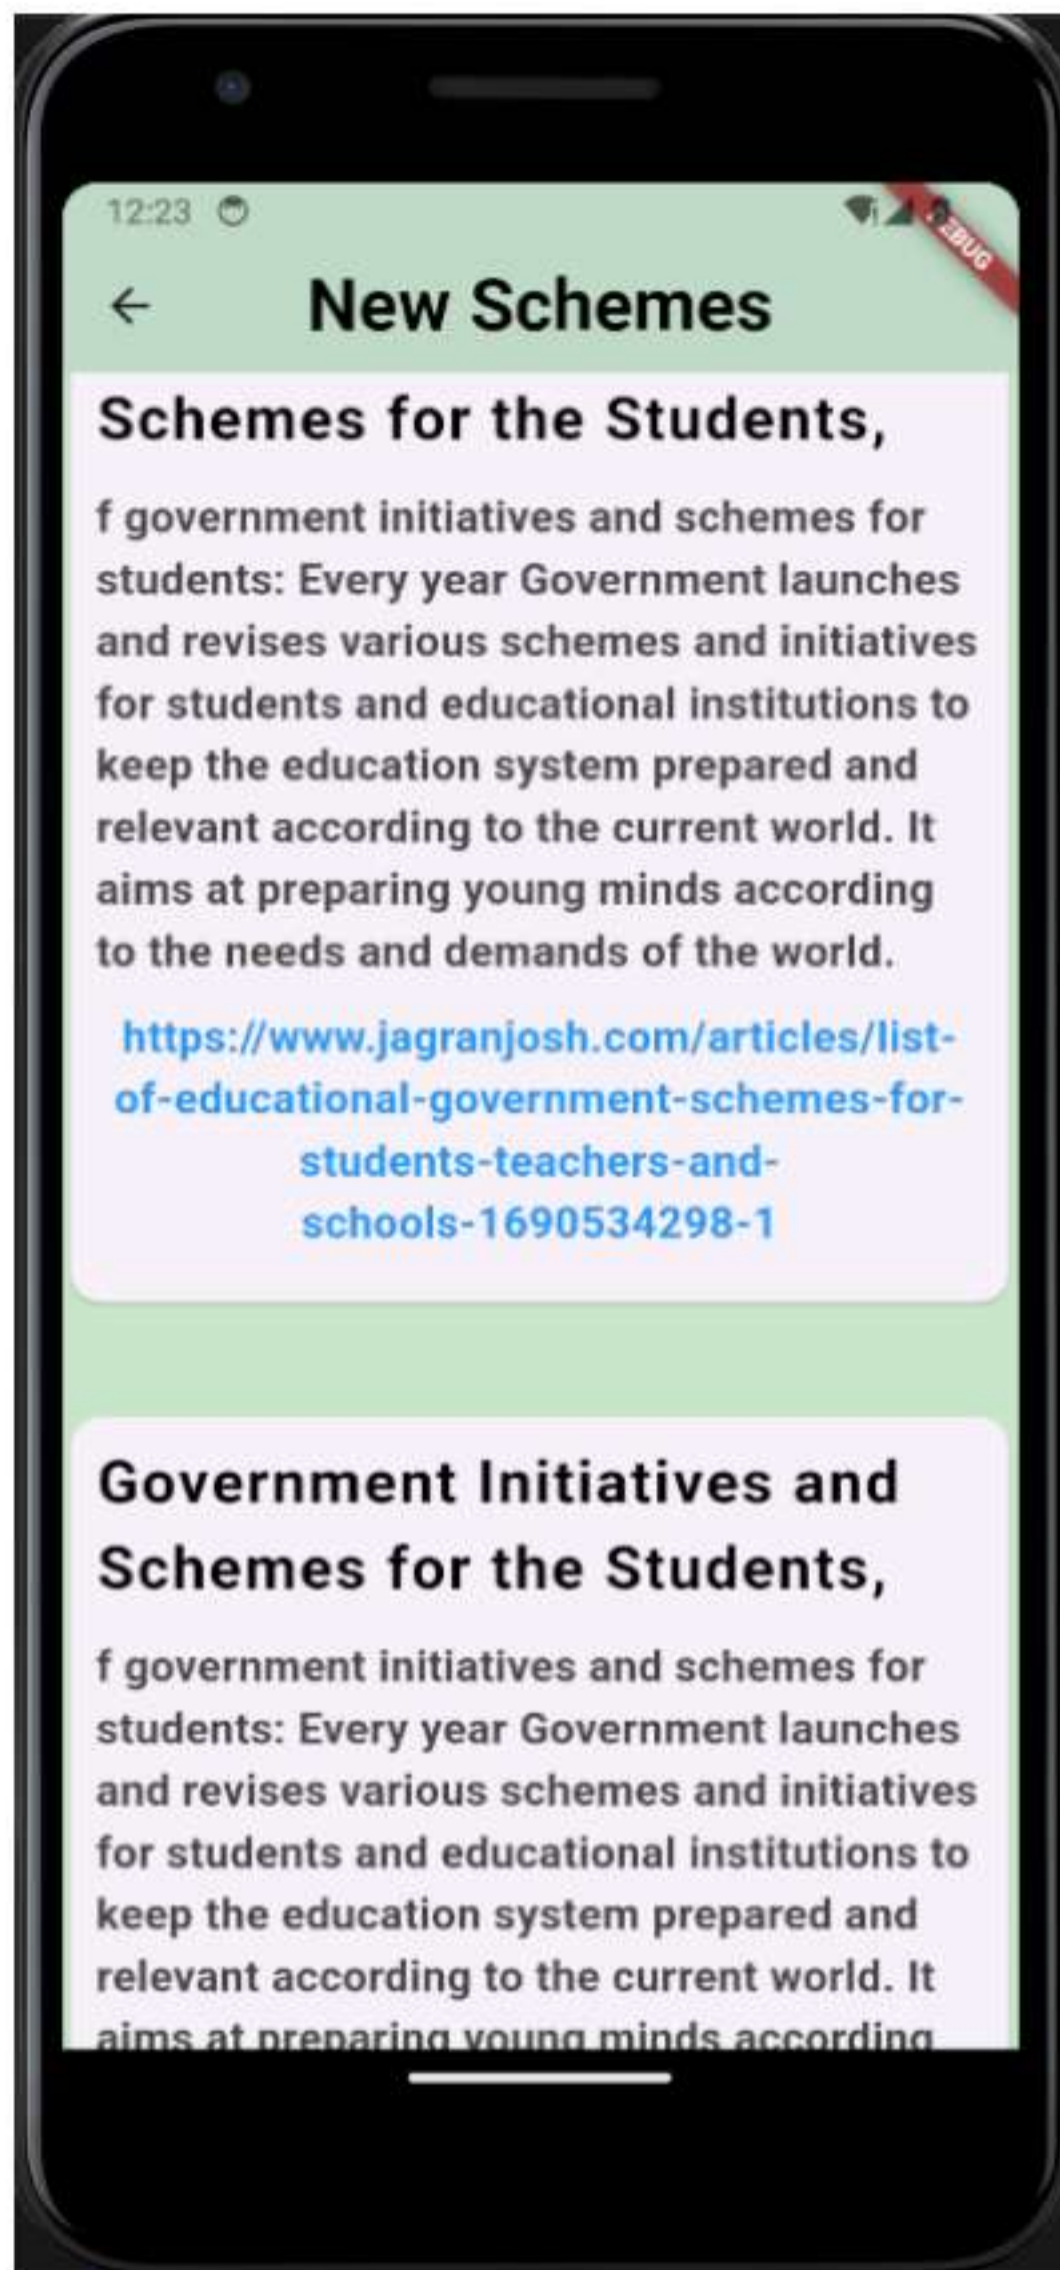 12:23
New Schemes
Schemes for the Students,
f government initiatives and schemes for
students: Every year Government launches
and revises various schemes and initiatives
for students and educational institutions to
keep the education system prepared and
relevant according to the current world. It
aims at preparing young minds according
to the needs and demands of the world.
https://www.jagranjosh.com/articles/list-
of-educational-government-schemes-for-
students-teachers-and-
schools-1690534298-1
Government Initiatives and
Schemes for the Students,
f government initiatives and schemes for
students: Every year Government launches
and revises various schemes and initiatives
for students and educational institutions to
keep the education system prepared and
relevant according to the current world. It
aims at preparing young minds according